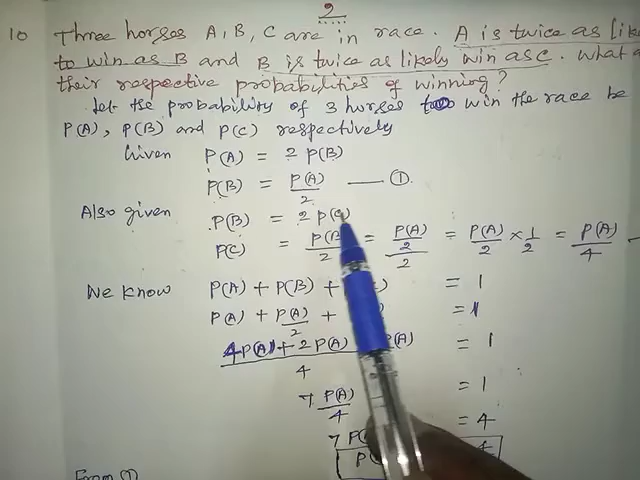 2
10 Three horses A, B, C are in race. A is twice as
to win as B and B is twice as likely win as C. What
their respective probabilities of winning?
Let the probability of 3 horses to win the race be
P(A), P(B) and P(C) respectively
Given P(A) = 2 P(B)
P(B) = P(A)/2 — ①
Also given P(B) = 2 P(C)
P(C) = P(B)/2 = P(A)/2/2 = P(A)/2 × 1/2 = P(A)/4 -
We know P(A) + P(B) + ) = 1
P(A) + P(A)/2 + = 1
4P(A) + 2P(A) P(A)/4 = 1
7 P(A)/4 = 1
7 P( = 4
P( 4
From ①